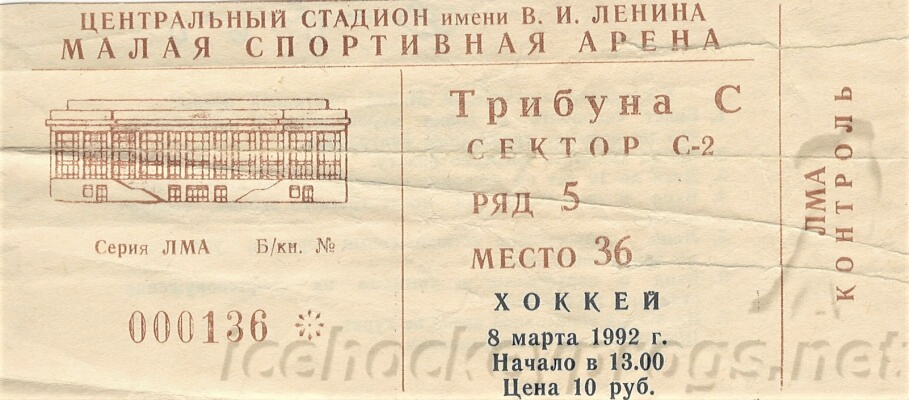 ЦЕНТРАЛЬНЫЙ СТАДИОН имени В. И. ЛЕНИНА
МАЛАЯ СПОРТИВНАЯ АРЕНА
Серия ЛМА Б/кн. №
000136
Трибуна С
СЕКТОР С-2
РЯД 5
МЕСТО 36
ХОККЕЙ
8 марта 1992 г.
Начало в 13.00
Цена 10 руб.
ЛМА
КОНТРОЛЬ
icehockeyprogs.net